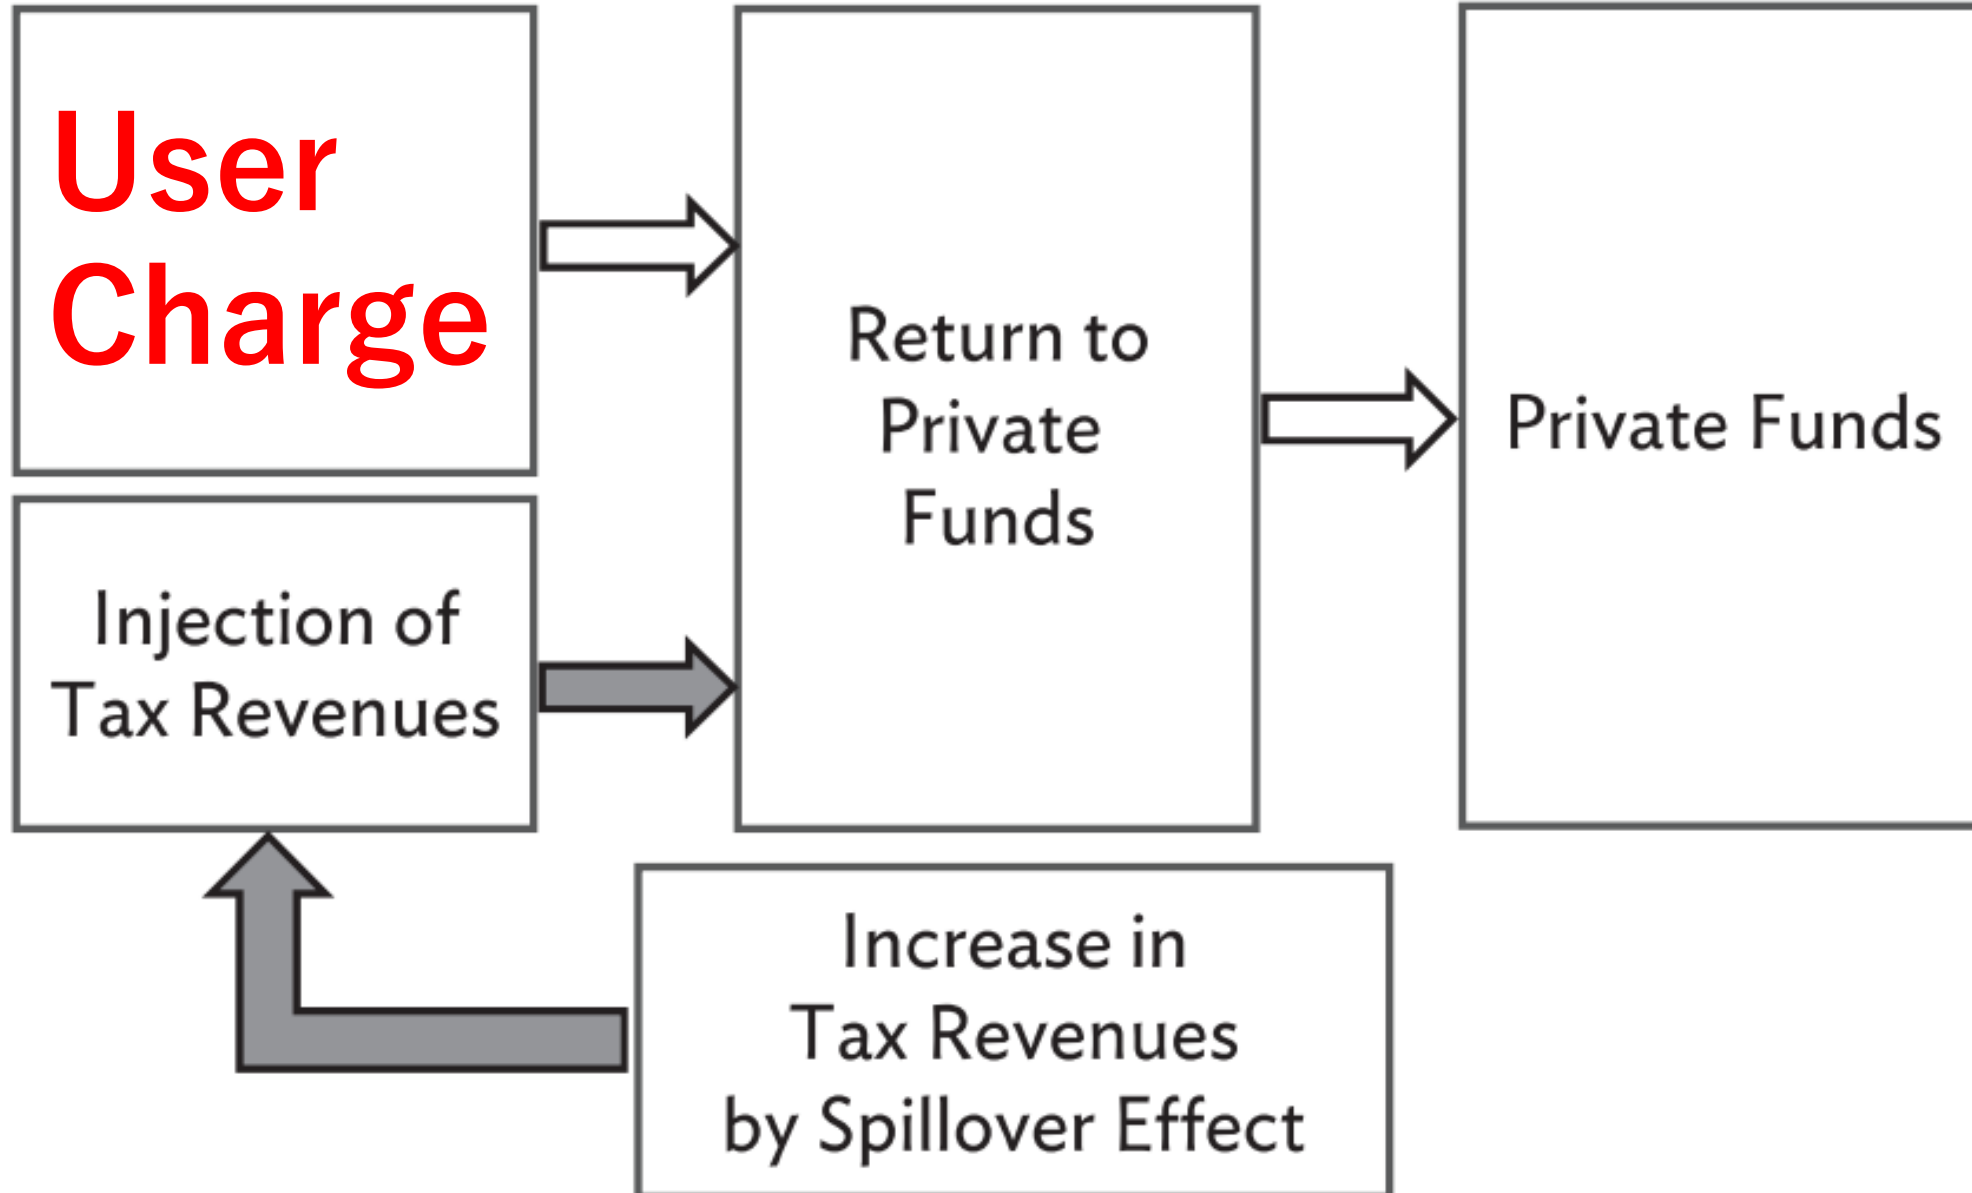 User
Charge
Injection of
Tax Revenues
Return to
Private
Funds
Private Funds
Increase in
Tax Revenues
by Spillover Effect